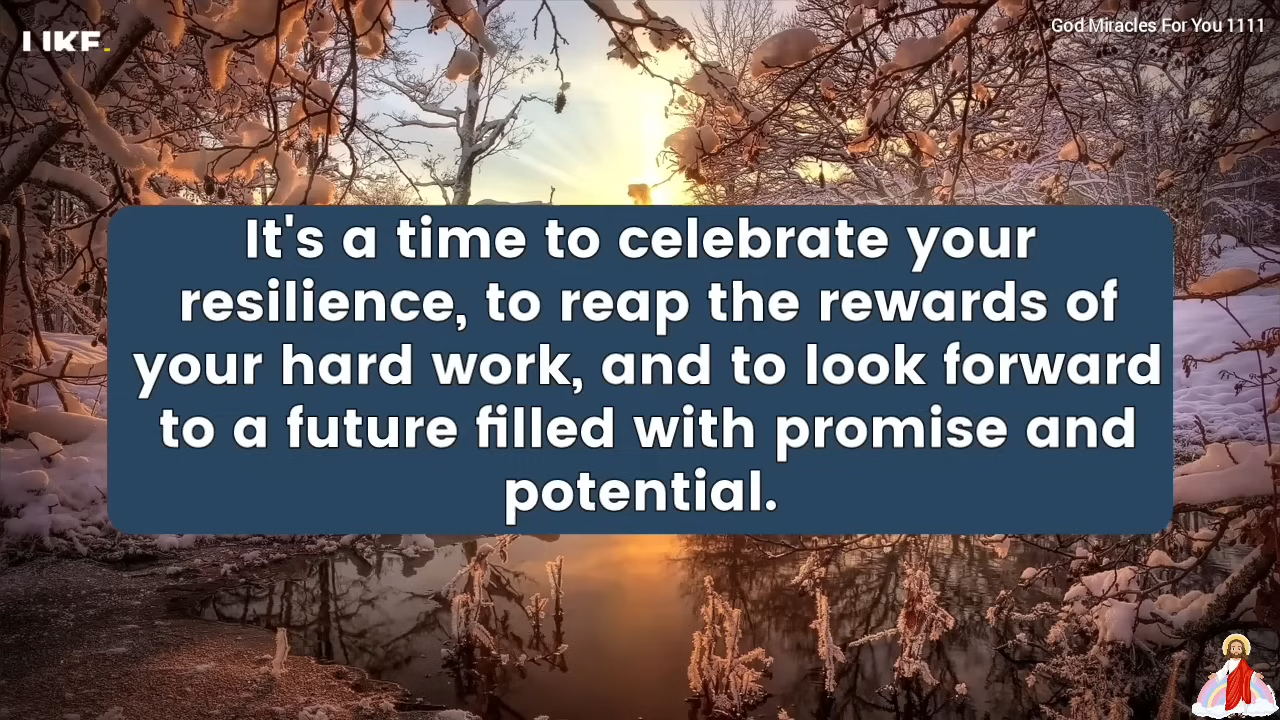 God Miracles For You 1111
It's a time to celebrate your
resilience, to reap the rewards of
your hard work, and to look forward
to a future filled with promise and
potential.